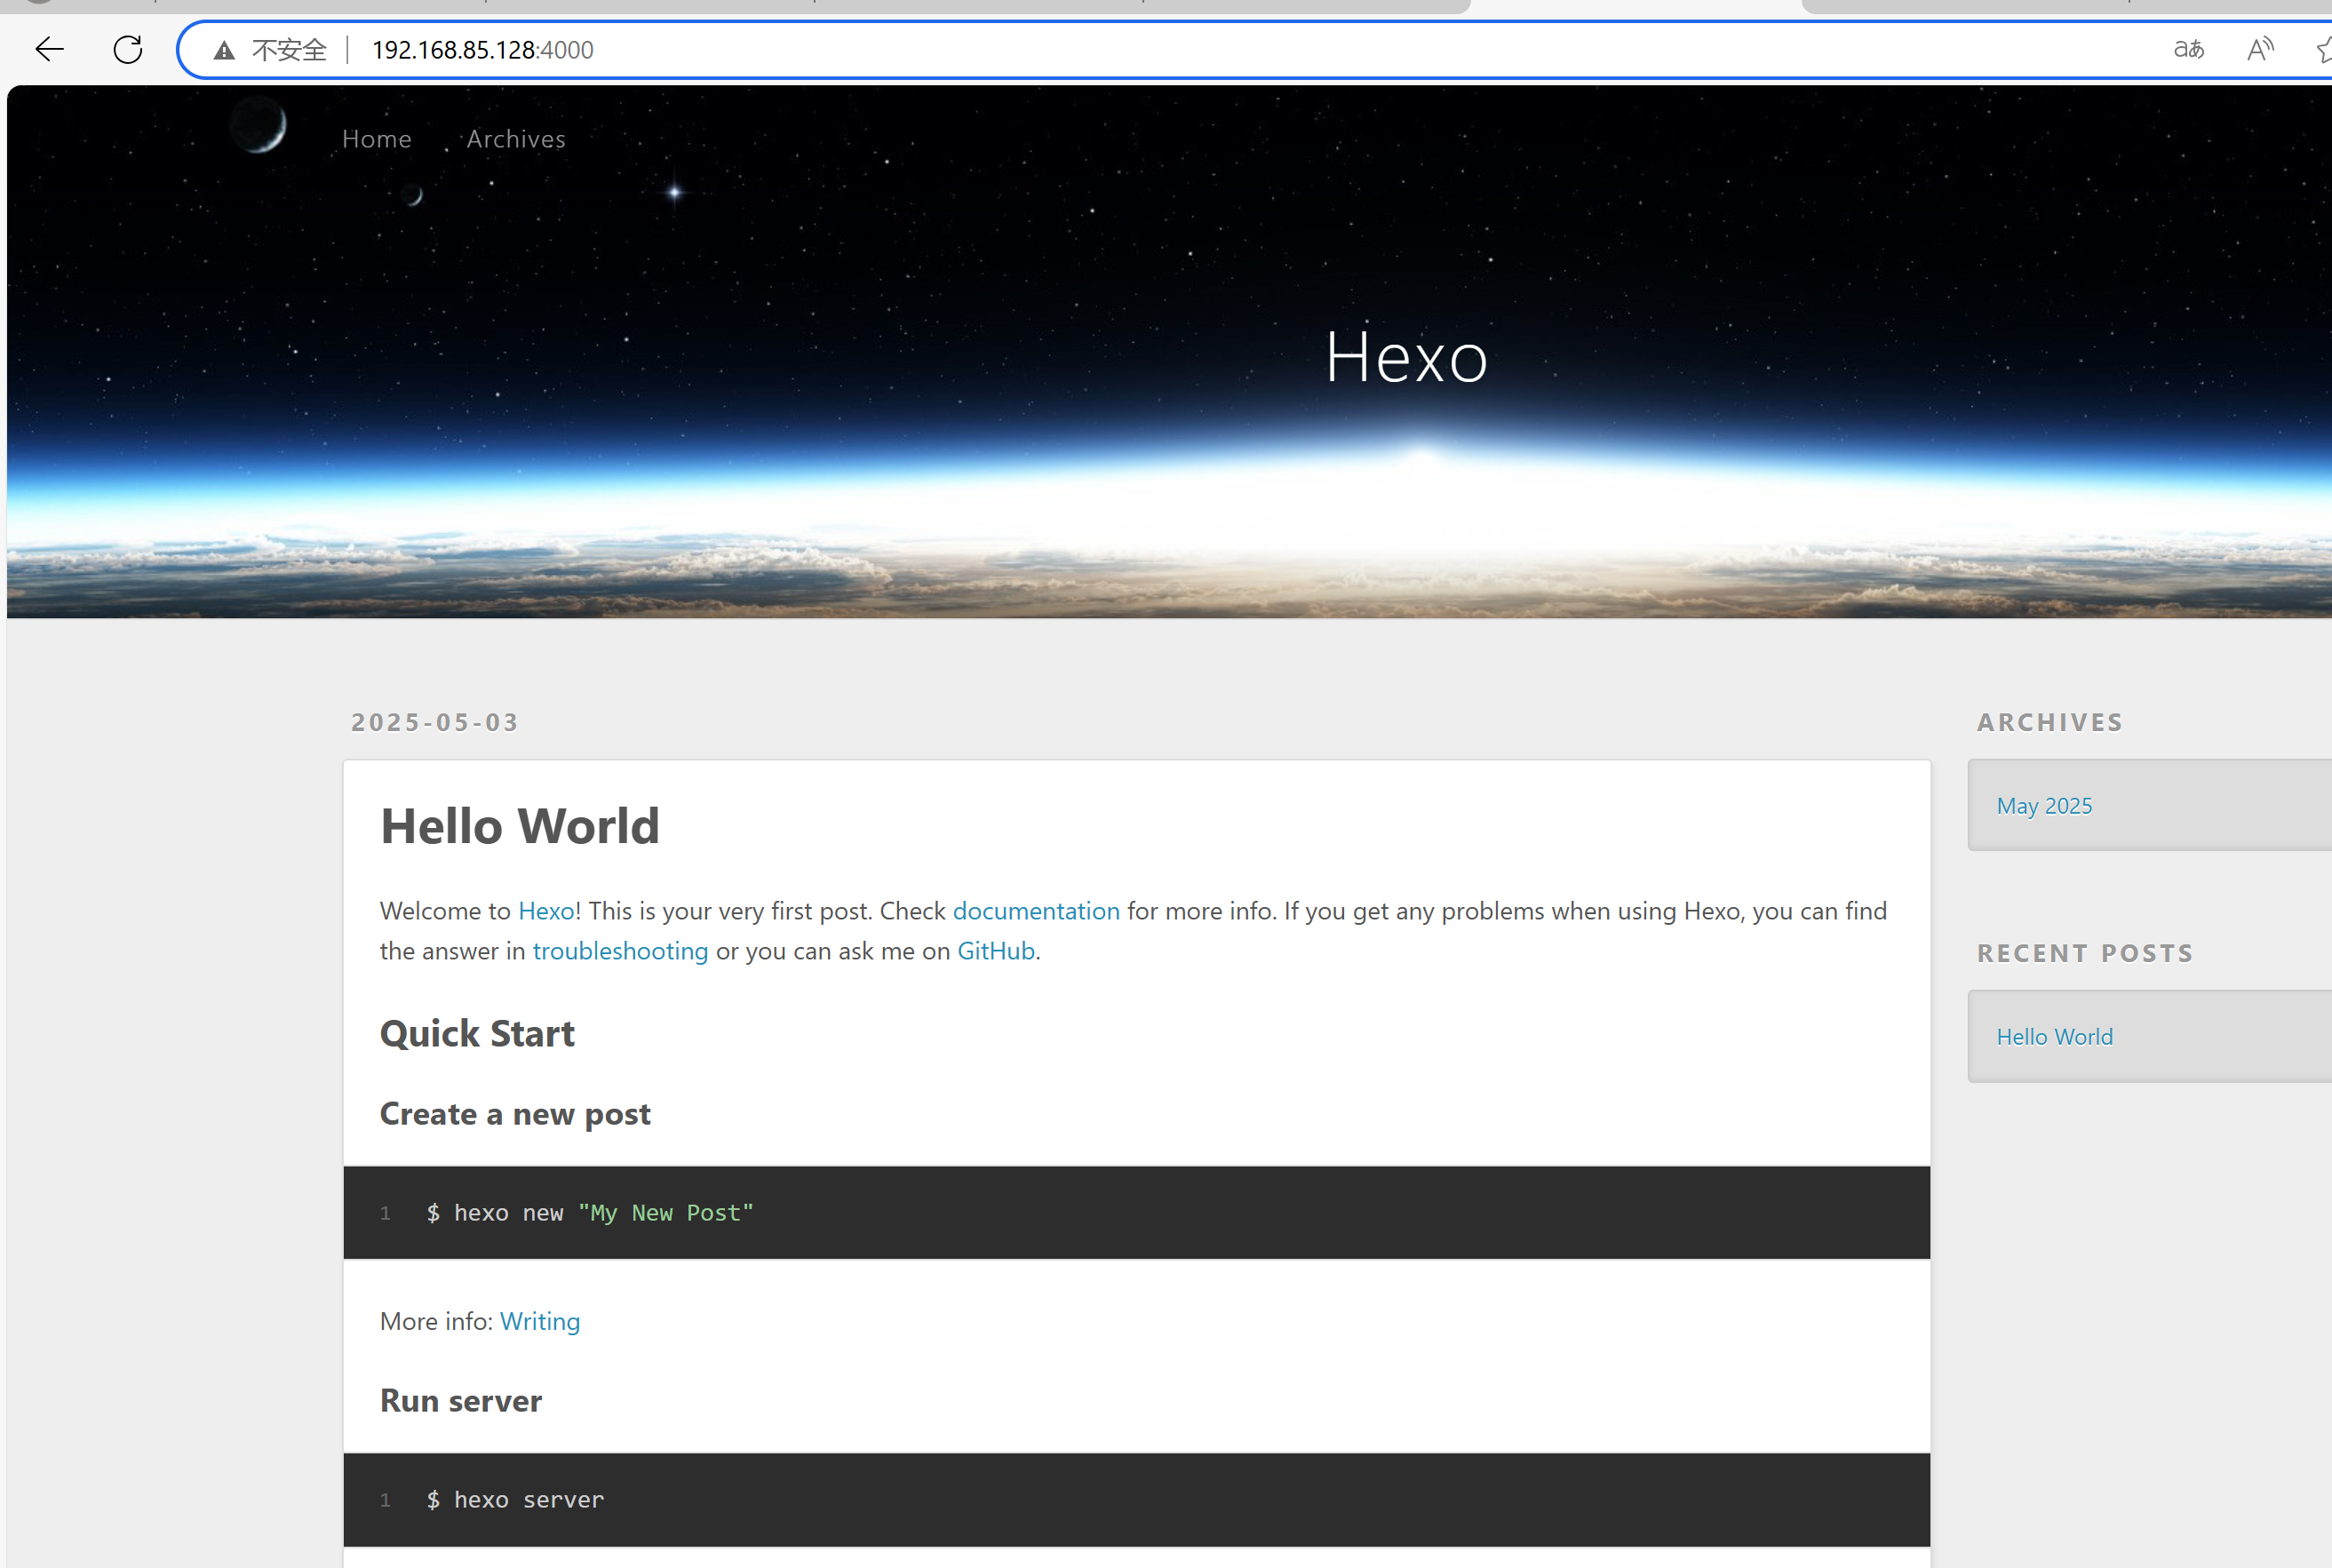 不安全 192.168.85.128:4000
Home Archives
Hexo
2025-05-03
Hello World
Welcome to Hexo! This is your very first post. Check documentation for more info. If you get any problems when using Hexo, you can find
the answer in troubleshooting or you can ask me on GitHub.
Quick Start
Create a new post
1 $ hexo new "My New Post"
More info: Writing
Run server
1 $ hexo server
ARCHIVES
May 2025
RECENT POSTS
Hello World